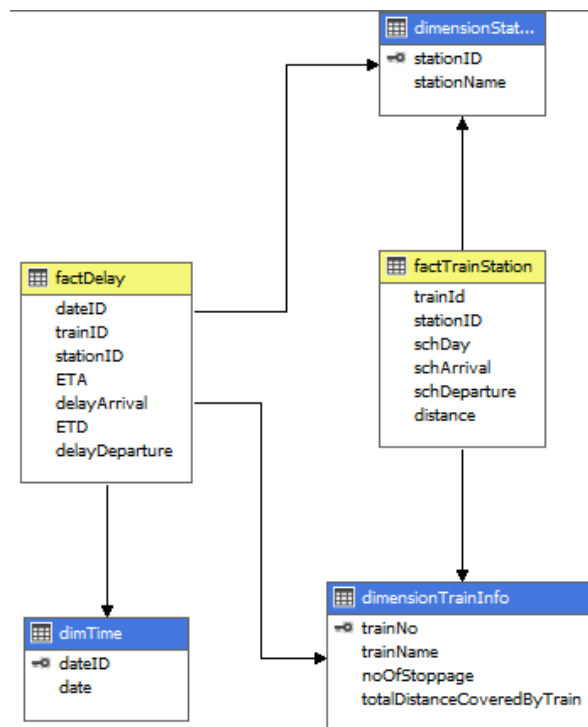 dimensionStat...
stationID
stationName
factDelay
dateID
trainID
stationID
ETA
delayArrival
ETD
delayDeparture
factTrainStation
trainId
stationID
schDay
schArrival
schDeparture
distance
dimTime
dateID
date
dimensionTrainInfo
trainNo
trainName
noOfStoppage
totalDistanceCoveredByTrain